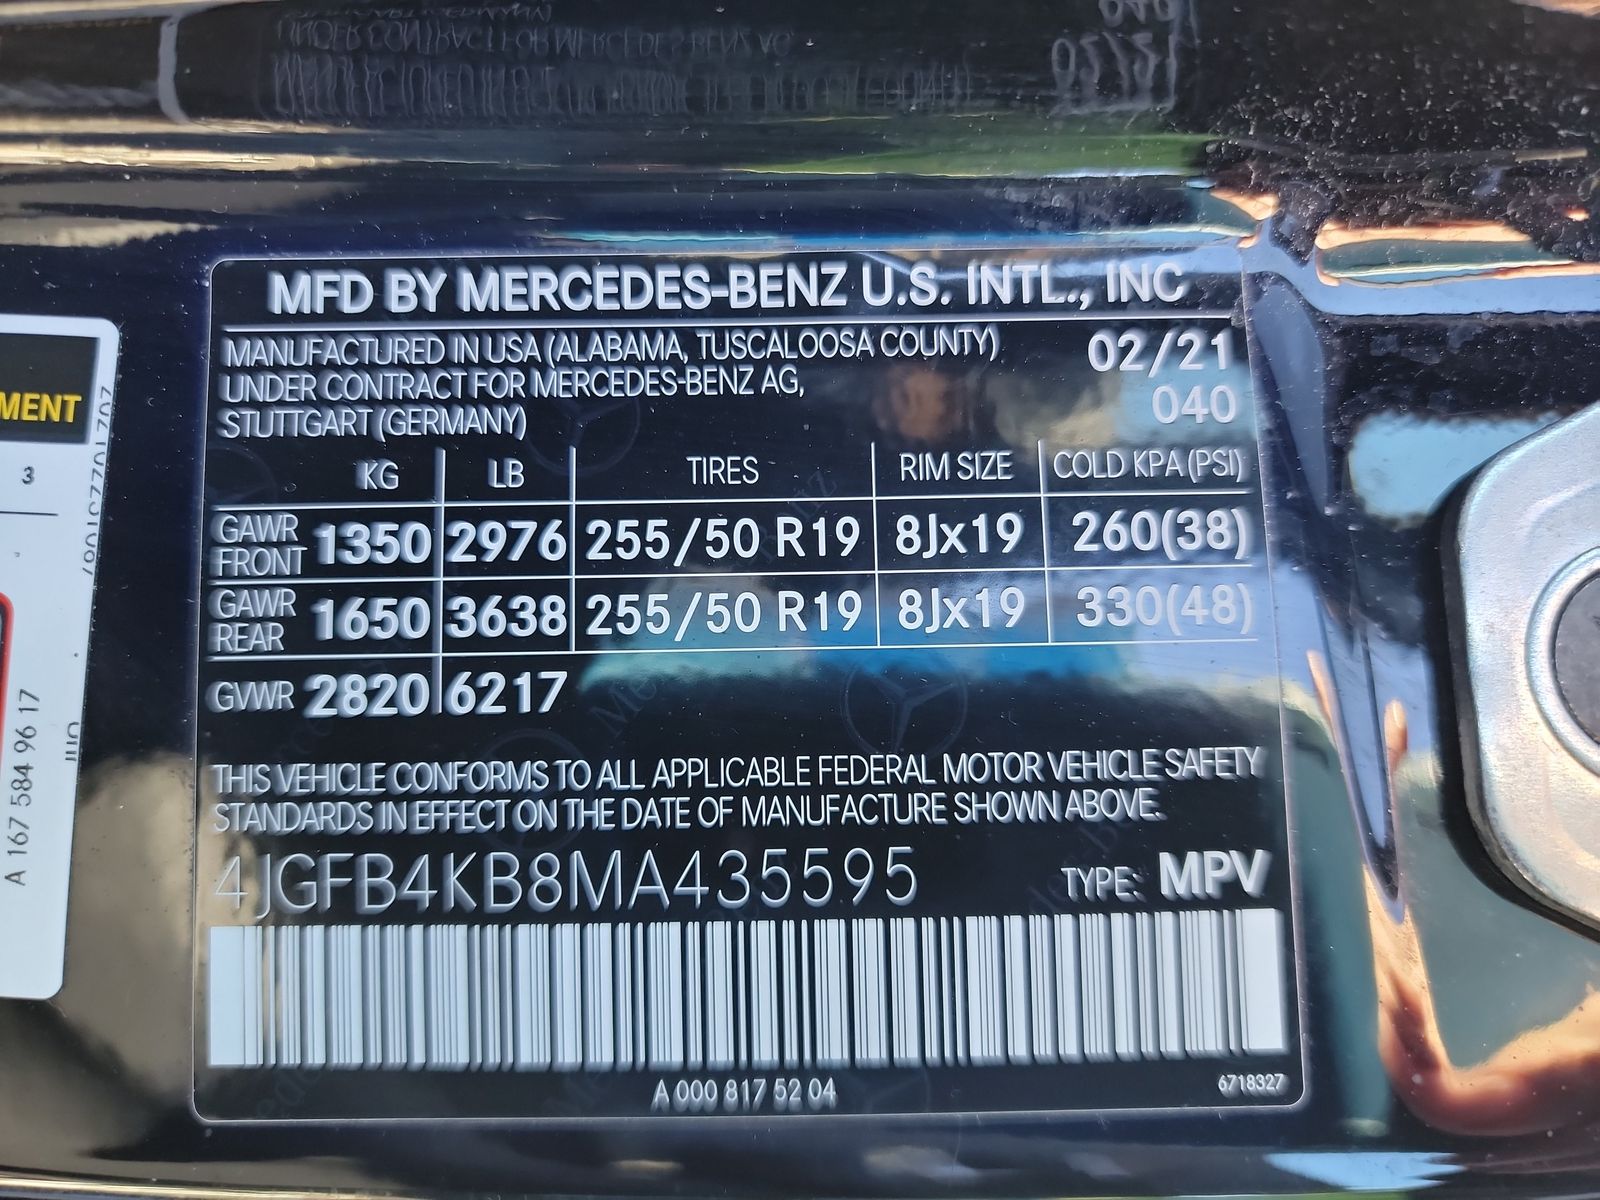 MFD BY MERCEDES-BENZ U.S. INTL., INC
MANUFACTURED IN USA (ALABAMA, TUSCALOOSA COUNTY) 02/21
UNDER CONTRACT FOR MERCEDES-BENZ AG, 040
STUTTGART (GERMANY)
KG LB TIRES RIM SIZE COLD KPA (PSI)
GAWR FRONT 1350 2976 255/50 R19 8Jx19 260(38)
GAWR REAR 1650 3638 255/50 R19 8Jx19 330(48)
GVWR 2820 6217
THIS VEHICLE CONFORMS TO ALL APPLICABLE FEDERAL MOTOR VEHICLE SAFETY
STANDARDS IN EFFECT ON THE DATE OF MANUFACTURE SHOWN ABOVE.
4JGFB4KB8MA435595 TYPE: MPV
A 000 817 52 04 6718327
MENT
3
A 167 584 96 17